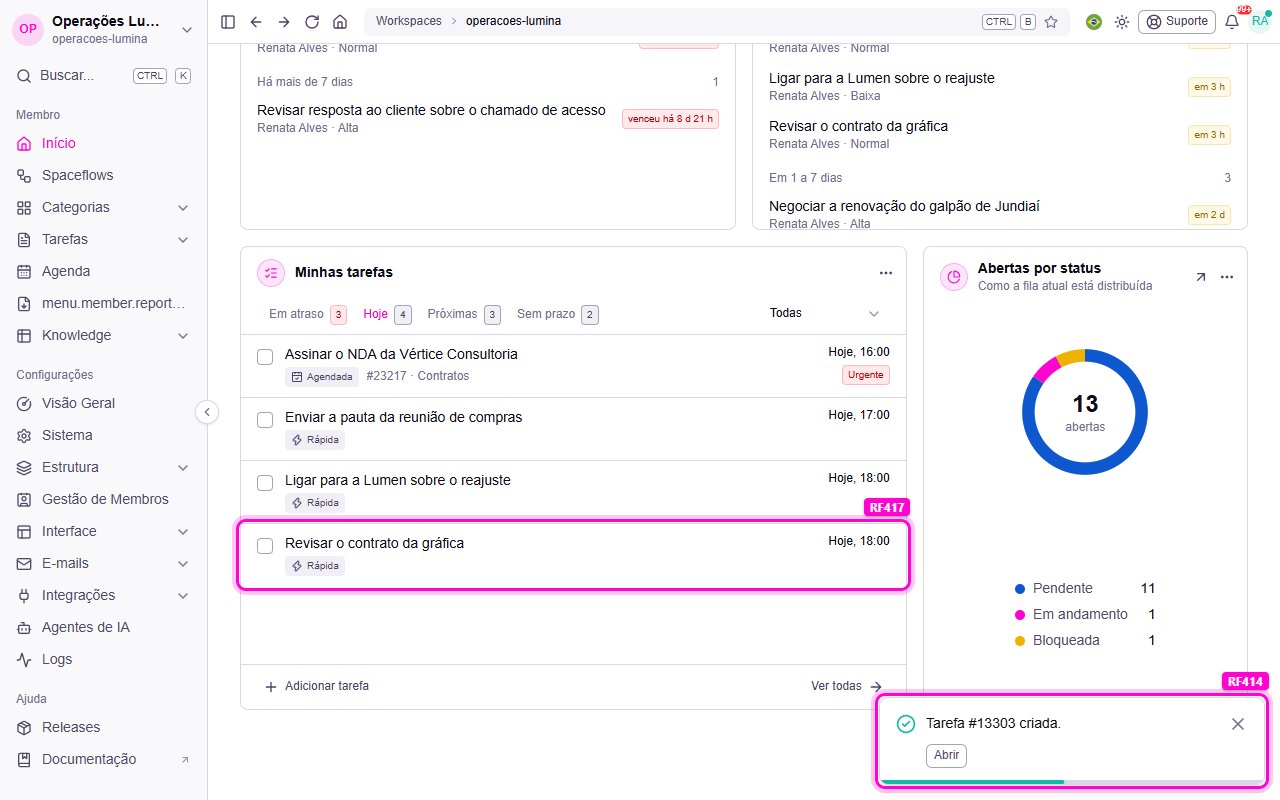 OP
Operações Lu...
operacoes-lumina
Buscar... CTRL K
Membro
Início
Spaceflows
Categorias
Tarefas
Agenda
menu.member.report...
Knowledge
Configurações
Visão Geral
Sistema
Estrutura
Gestão de Membros
Interface
E-mails
Integrações
Agentes de IA
Logs
Ajuda
Releases
Documentação
Workspaces operacoes-lumina CTRL B
Suporte
99+
RA
Renata Alves · Normal
Há mais de 7 dias 1
Revisar resposta ao cliente sobre o chamado de acesso
Renata Alves · Alta
venceu há 8 d 21 h
Renata Alves · Normal
Ligar para a Lumen sobre o reajuste
Renata Alves · Baixa
em 3 h
Revisar o contrato da gráfica
Renata Alves · Normal
em 3 h
Em 1 a 7 dias 3
Negociar a renovação do galpão de Jundiaí
Renata Alves · Alta
em 2 d
Minhas tarefas
Em atraso 3 Hoje 4 Próximas 3 Sem prazo 2 Todas
Assinar o NDA da Vértice Consultoria Hoje, 16:00
Agendada #23217 · Contratos Urgente
Enviar a pauta da reunião de compras Hoje, 17:00
Rápida
Ligar para a Lumen sobre o reajuste Hoje, 18:00
Rápida
RF417
Revisar o contrato da gráfica Hoje, 18:00
Rápida
Adicionar tarefa Ver todas
Abertas por status
Como a fila atual está distribuída
13
abertas
Pendente 11
Em andamento 1
Bloqueada 1
RF414
Tarefa #13303 criada.
Abrir